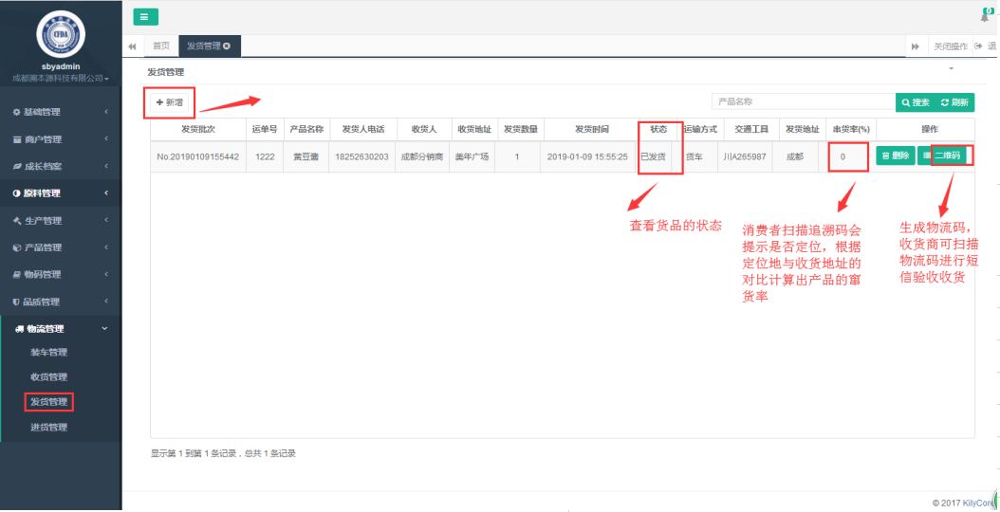 0
CFDA
sbyadmin
成都溯本源科技有限公司
首页 发货管理 关闭操作 退
发货管理
基础管理
商户管理
成长档案
原料管理
生产管理
产品管理
物码管理
品质管理
物流管理
装车管理
收货管理
发货管理
进货管理
+ 新增 产品名称 搜索 刷新
发货批次 运单号 产品名称 发货人电话 收货人 收货地址 发货数量 发货时间 状态 运输方式 交通工具 发货地址 串货率(%) 操作
No.20190109155442 1222 黄豆酱 18252630203 成都分销商 美年广场 1 2019-01-09 15:55:25 已发货 货车 川A265987 成都 0 删除 二维码
查看货品的状态
消费者扫描追溯码会
提示是否定位，根据
定位地与收货地址的
对比计算出产品的窜
货率
生成物流码，
收货商可扫描
物流码进行短
信验收收货
显示第 1 到第 1 条记录，总共 1 条记录
© 2017 KilyCore